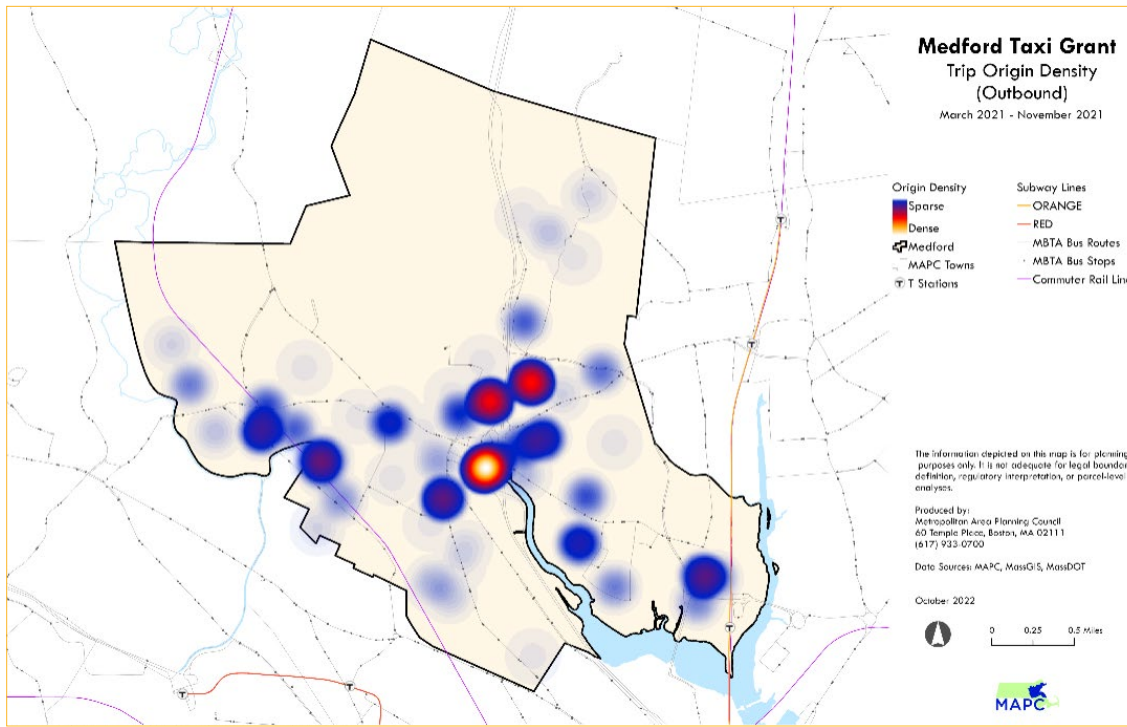 Medford Taxi Grant
Trip Origin Density
(Outbound)
March 2021 - November 2021
Origin Density
Sparse
Dense
Medford
MAPC Towns
T Stations
Subway Lines
ORANGE
RED
MBTA Bus Routes
MBTA Bus Stops
Commuter Rail Line
The information depicted on this map is for planning
purposes only. It is not adequate for legal boundar
definition, regulatory interpretation, or parcel-level
analyses.
Produced by:
Metropolitan Area Planning Council
60 Temple Place, Boston, MA 02111
(617) 933-0700
Data Sources: MAPC, MassGIS, MassDOT
October 2022
0 0.25 0.5 Miles
MAPC
T
T
T
T
T
T